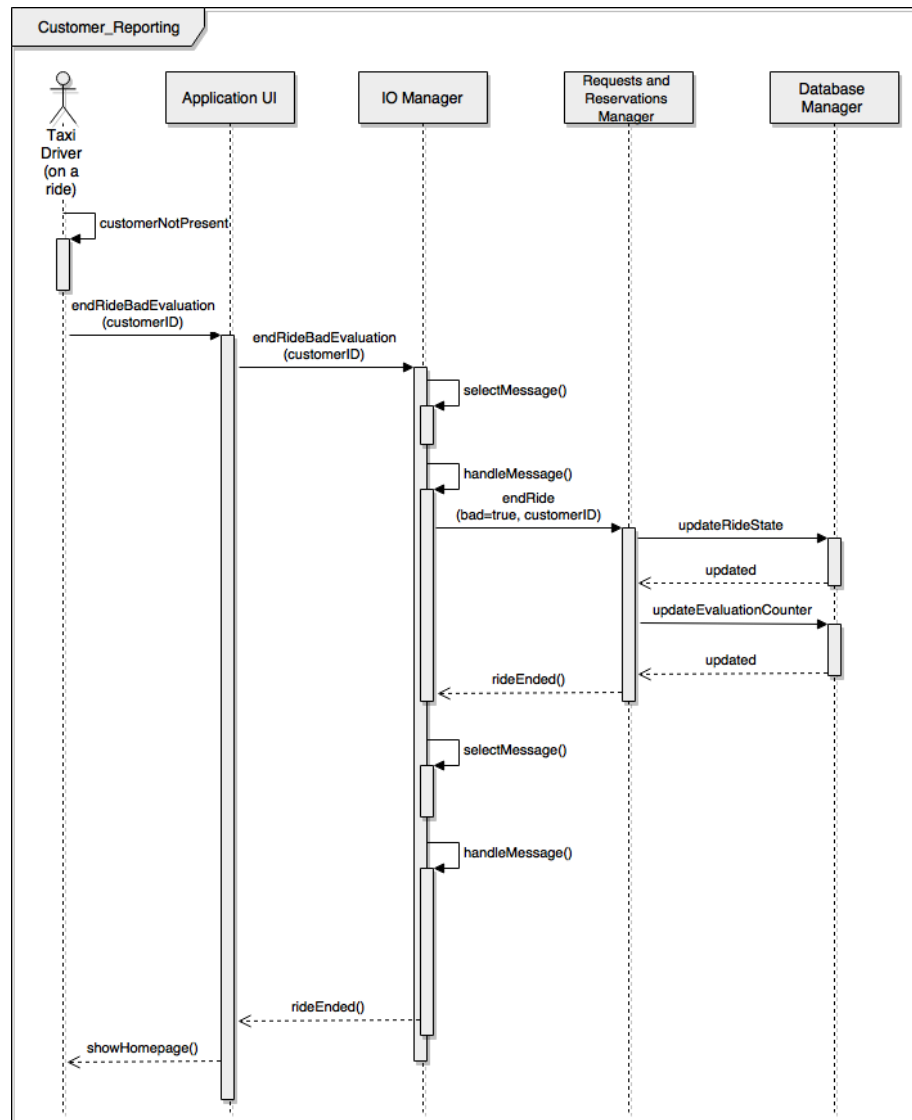 Customer_Reporting
Application UI
IO Manager
Requests and
Reservations
Manager
Database
Manager
Taxi
Driver
(on a
ride)
customerNotPresent
endRideBadEvaluation
(customerID)
endRideBadEvaluation
(customerID)
selectMessage()
handleMessage()
endRide
(bad=true, customerID)
updateRideState
updated
updateEvaluationCounter
updated
rideEnded()
selectMessage()
handleMessage()
rideEnded()
showHomepage()